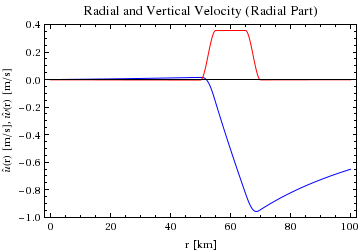 Radial and Vertical Velocity (Radial Part)
û(r) [m/s], ŵ(r) [m/s]
0.4
0.2
0.0
-0.2
-0.4
-0.6
-0.8
-1.0
0 20 40 60 80 100
r [km]